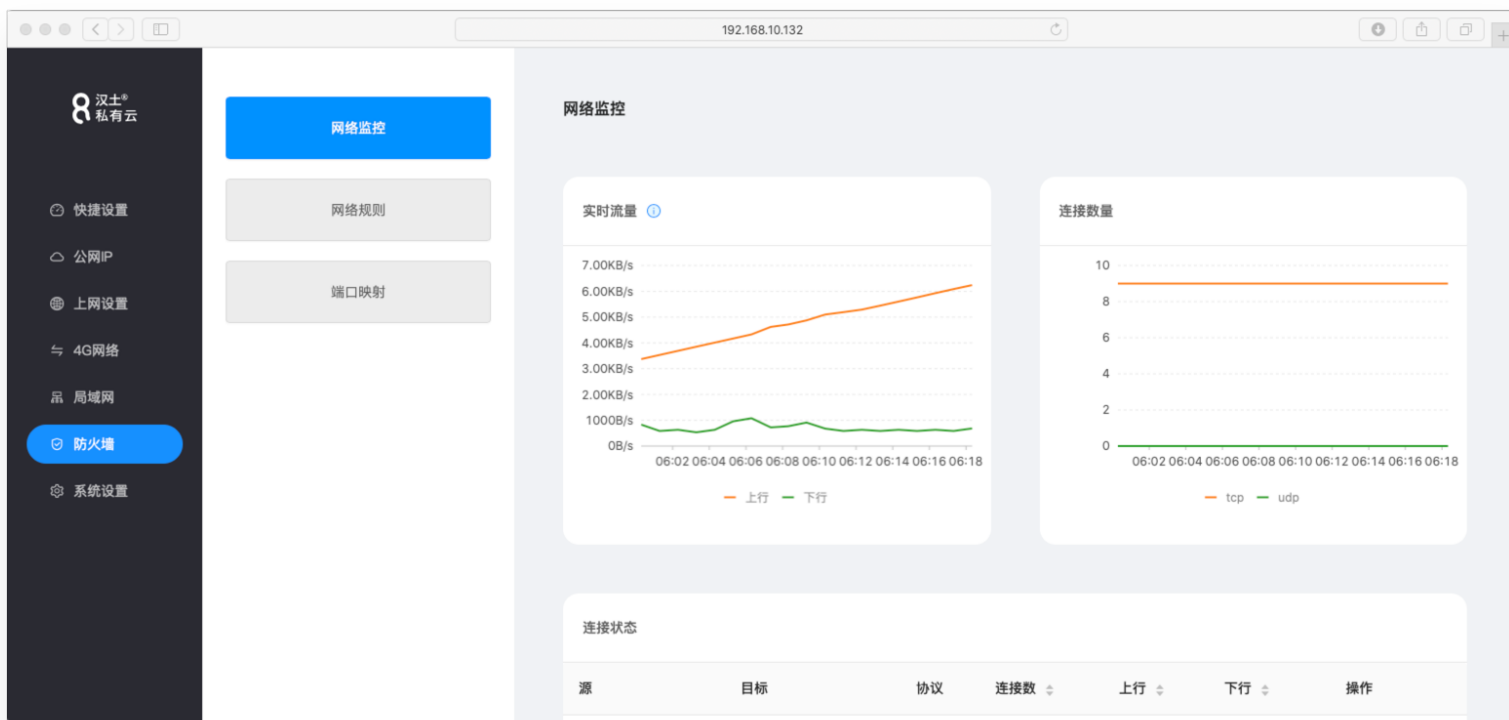 192.168.10.132
汉土®
私有云
快捷设置
公网IP
上网设置
4G网络
局域网
防火墙
系统设置
网络监控
网络规则
端口映射
网络监控
实时流量
7.00KB/s
6.00KB/s
5.00KB/s
4.00KB/s
3.00KB/s
2.00KB/s
1000B/s
0B/s
06:02 06:04 06:06 06:08 06:10 06:12 06:14 06:16 06:18
上行 下行
连接数量
10
8
6
4
2
0
06:02 06:04 06:06 06:08 06:10 06:12 06:14 06:16 06:18
tcp udp
连接状态
源 目标 协议 连接数 上行 下行 操作